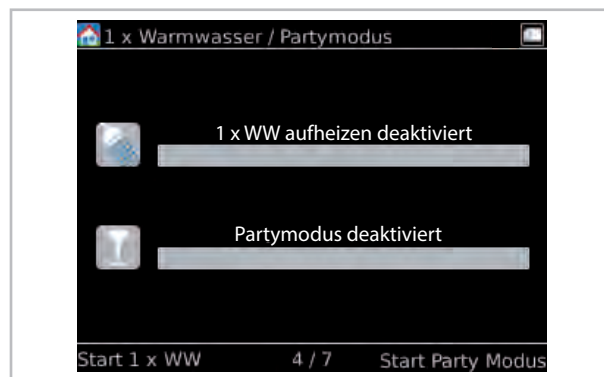 1 x Warmwasser / Partymodus
1 x WW aufheizen deaktiviert
Partymodus deaktiviert
Start 1 x WW 4 / 7 Start Party Modus